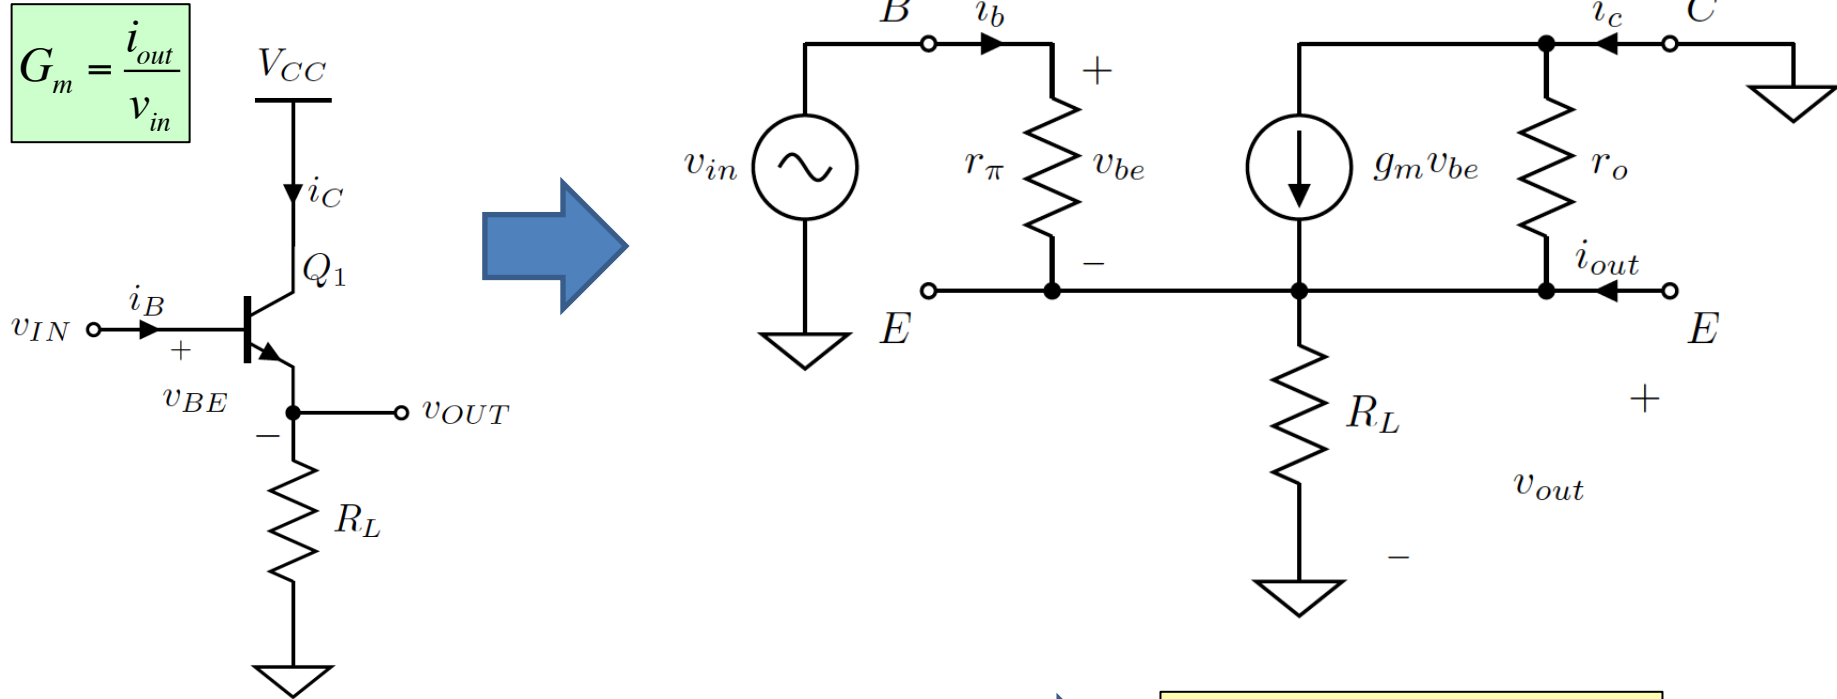 G_m = i_out / v_in
V_CC
i_C
Q_1
i_B
v_IN
+
v_BE
−
v_OUT
R_L
B
i_b
i_c
C
+
v_in
r_π
v_be
g_m v_be
r_o
−
i_out
E
E
R_L
+
v_out
−